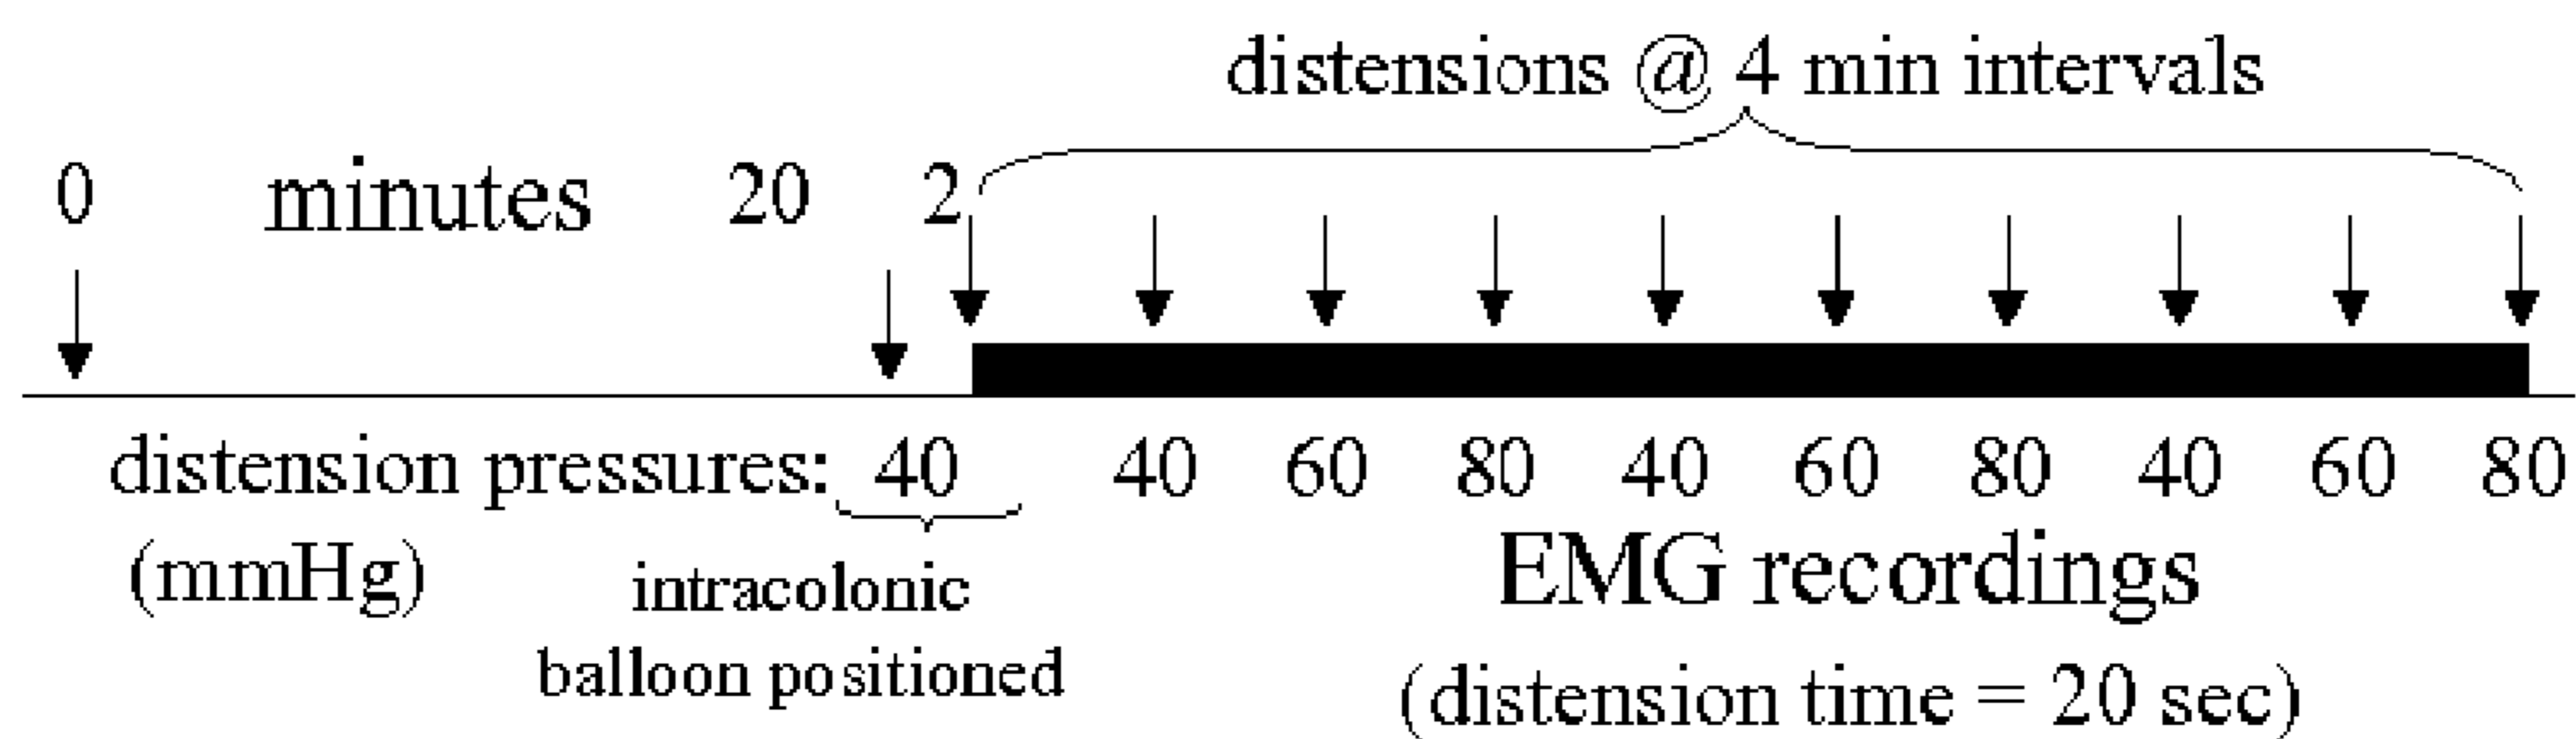 distensions @ 4 min intervals
0 minutes 20 2
distension pressures: 40 40 60 80 40 60 80 40 60 80
(mmHg)
intracolonic
balloon positioned
EMG recordings
(distension time = 20 sec)